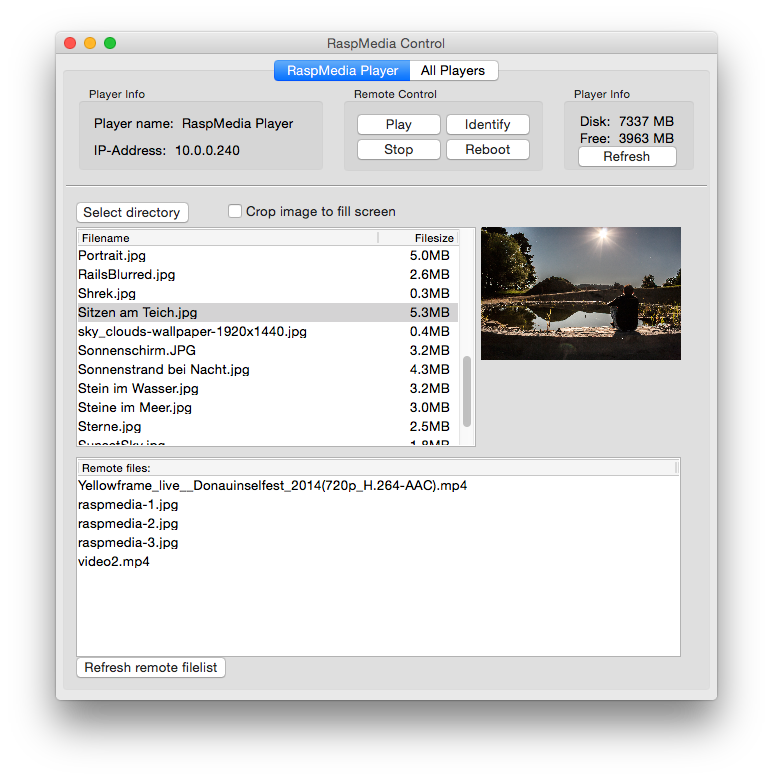 RaspMedia Control
RaspMedia Player All Players
Player Info Remote Control Player Info
Player name: RaspMedia Player Play Identify Disk: 7337 MB
Free: 3963 MB
IP-Address: 10.0.0.240 Stop Reboot Refresh
Select directory Crop image to fill screen
Filename Filesize
Portrait.jpg 5.0MB
RailsBlurred.jpg 2.6MB
Shrek.jpg 0.3MB
Sitzen am Teich.jpg 5.3MB
sky_clouds-wallpaper-1920x1440.jpg 0.4MB
Sonnenschirm.JPG 3.2MB
Sonnenstrand bei Nacht.jpg 4.3MB
Stein im Wasser.jpg 3.2MB
Steine im Meer.jpg 3.0MB
Sterne.jpg 2.5MB
SunsetSky.jpg 1.8MB
Remote files:
Yellowframe_live__Donauinselfest_2014(720p_H.264-AAC).mp4
raspmedia-1.jpg
raspmedia-2.jpg
raspmedia-3.jpg
video2.mp4
Refresh remote filelist